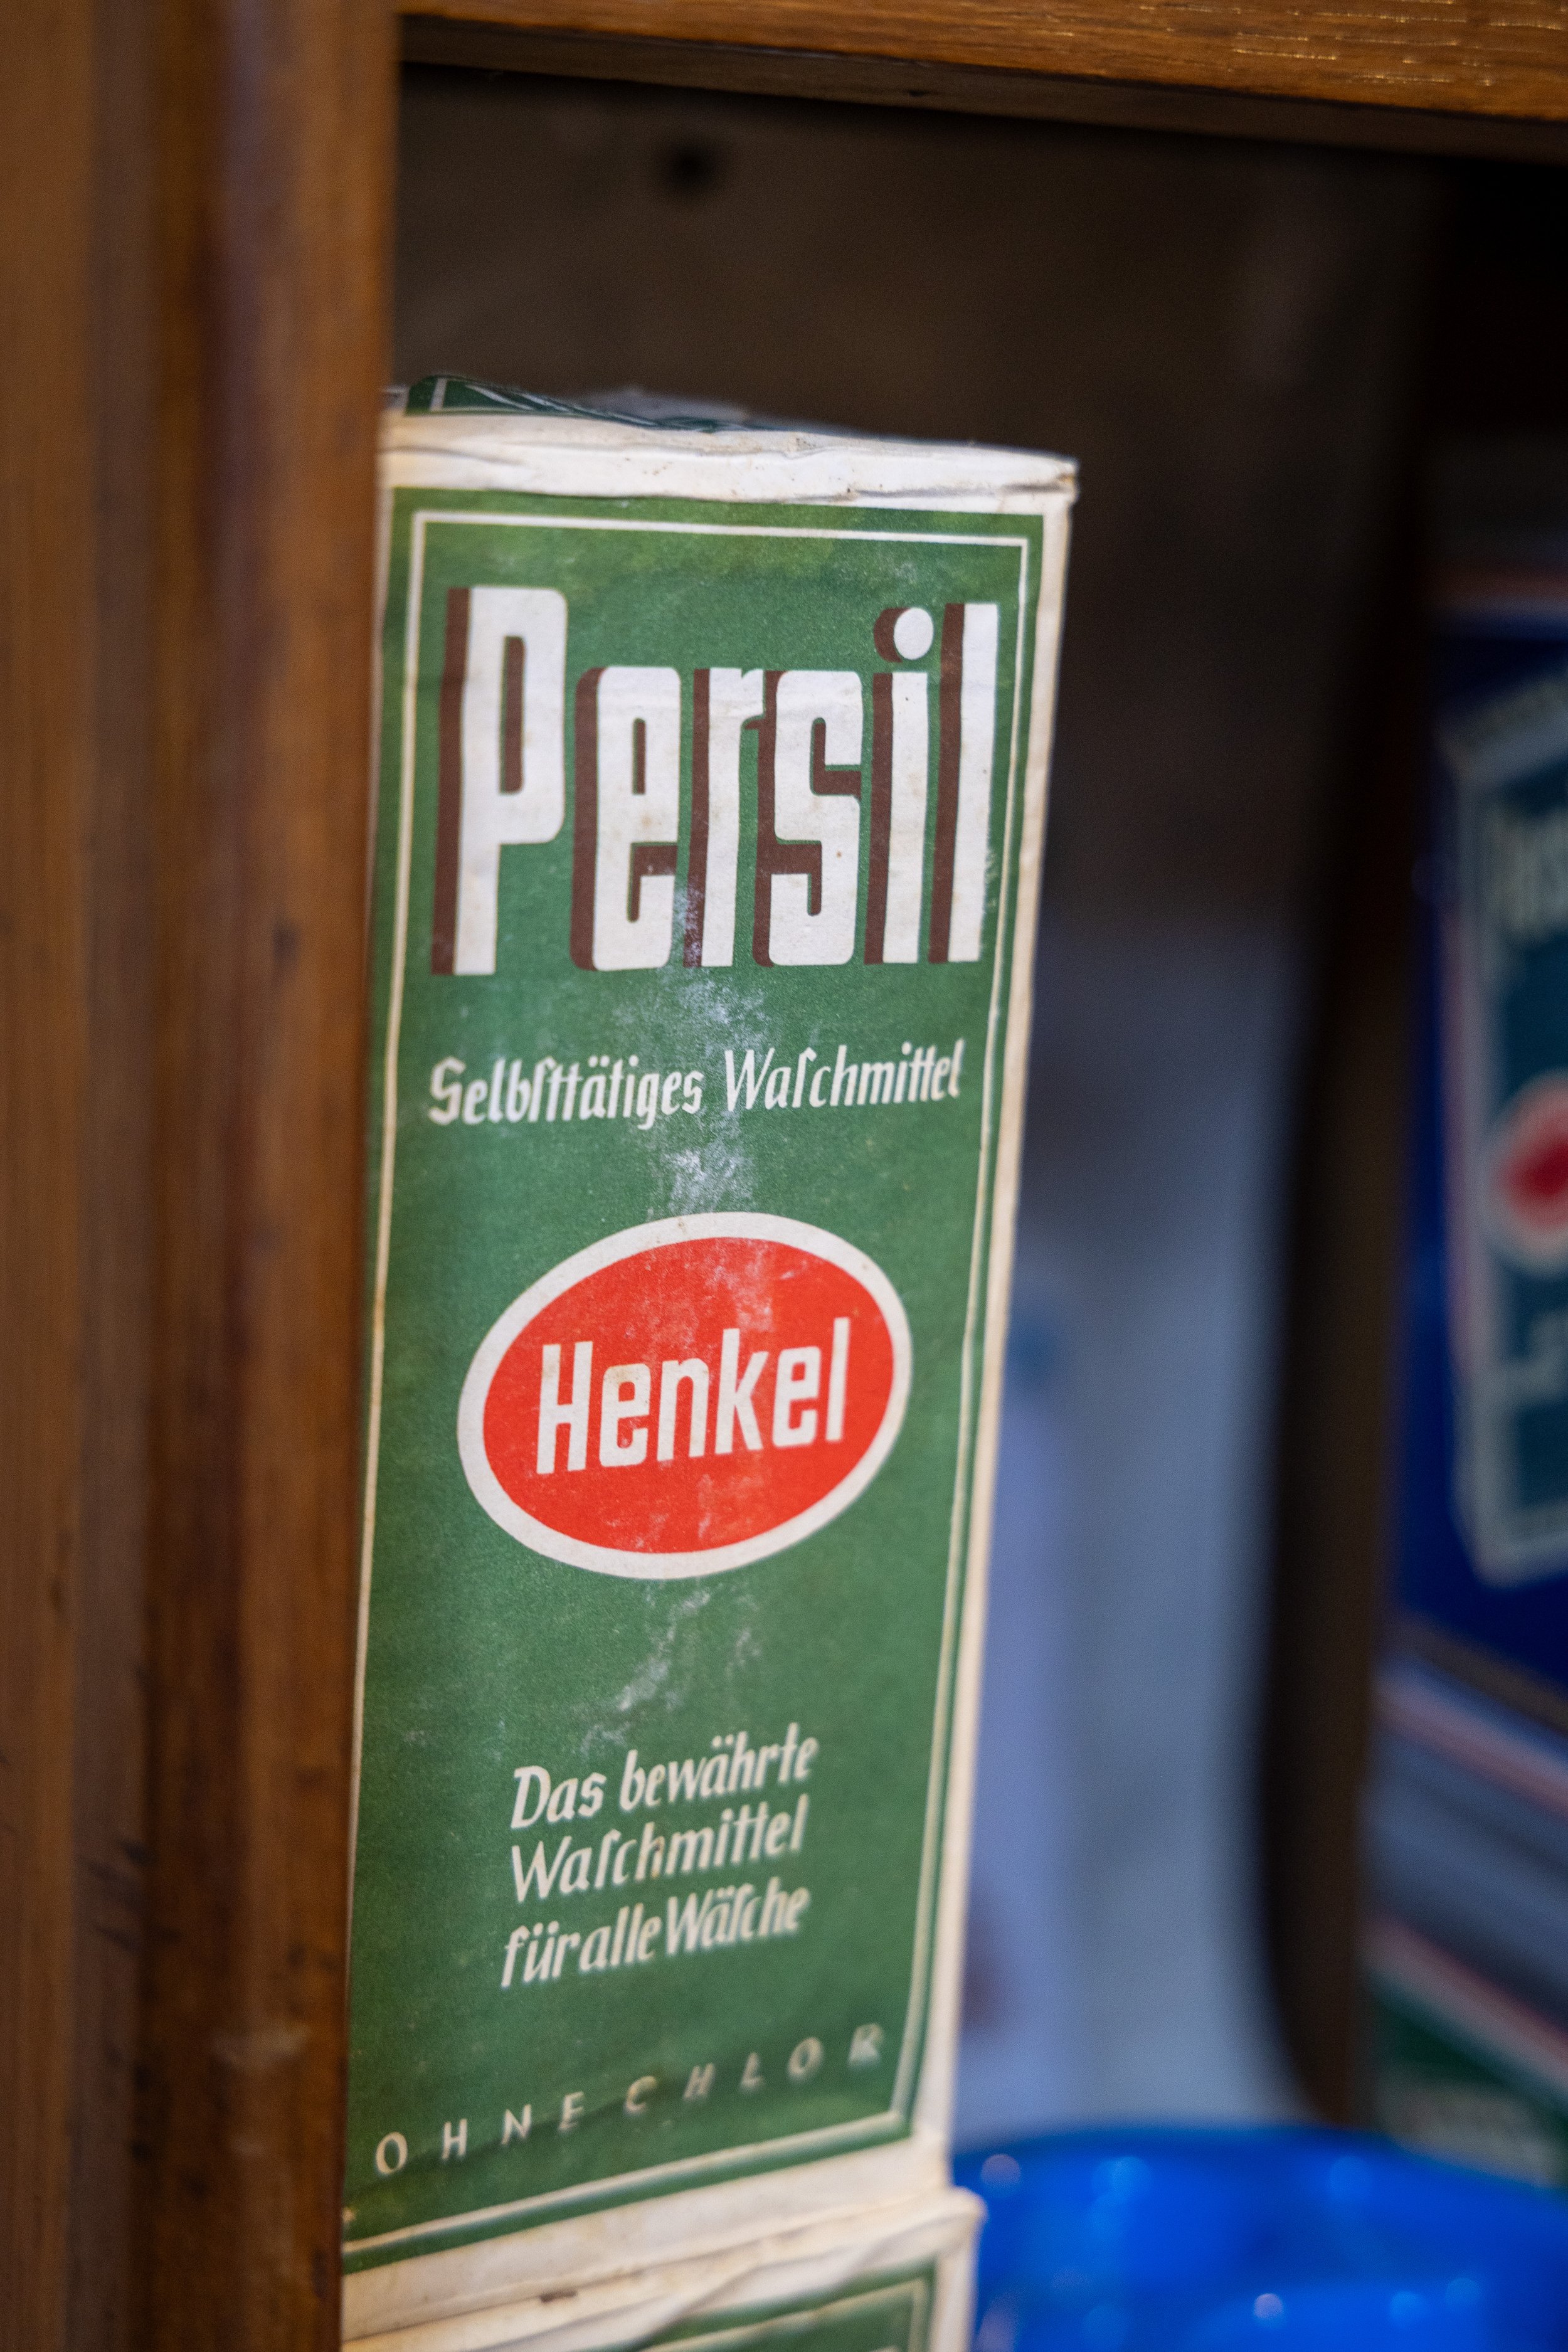 Persil
Selbſttätiges Waſchmittel
Henkel
Das bewährte
Waſchmittel
für alle Wäſche
OHNE CHLOR